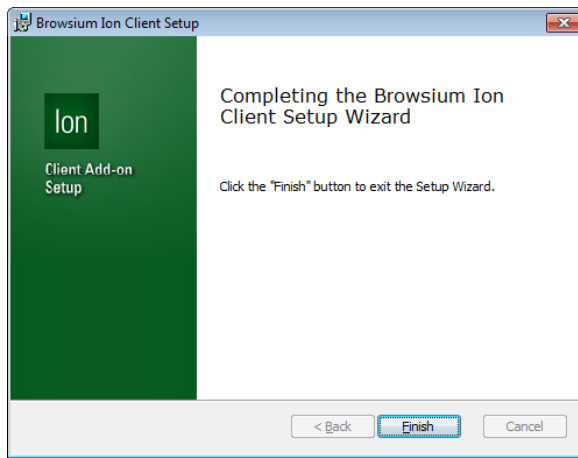 Browsium Ion Client Setup
Ion
Client Add-on
Setup
Completing the Browsium Ion
Client Setup Wizard
Click the "Finish" button to exit the Setup Wizard.
< Back
Finish
Cancel